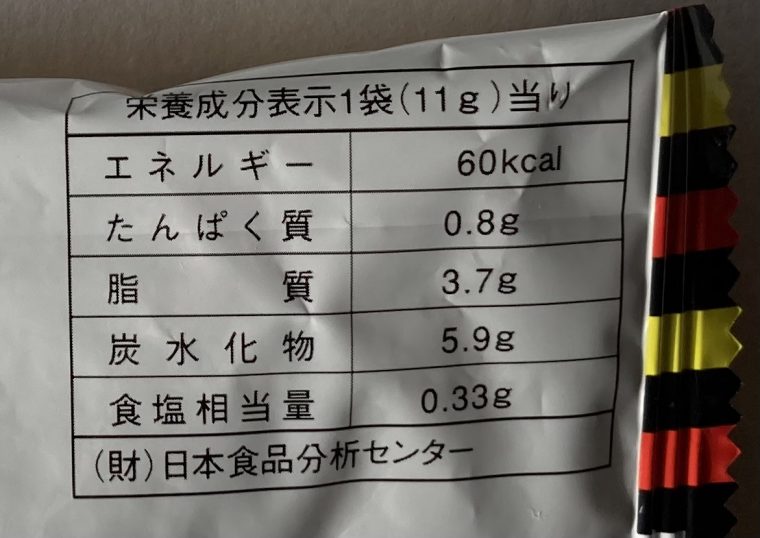 栄養成分表示1袋(11g)当り
エネルギー 60kcal
たんぱく質 0.8g
脂質 3.7g
炭水化物 5.9g
食塩相当量 0.33g
(財)日本食品分析センター